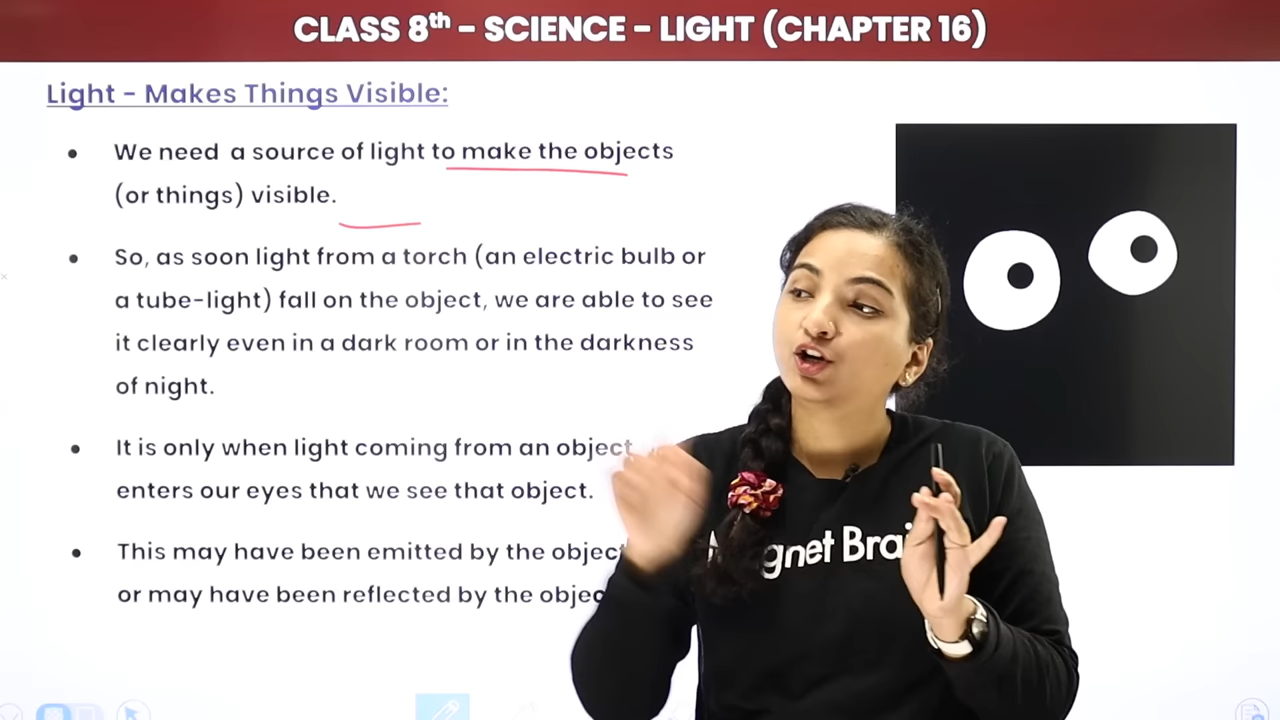 CLASS 8th - SCIENCE - LIGHT (CHAPTER 16)
Light - Makes Things Visible:
• We need a source of light to make the objects
(or things) visible.
• So, as soon light from a torch (an electric bulb or
a tube-light) fall on the object, we are able to see
it clearly even in a dark room or in the darkness
of night.
• It is only when light coming from an object
enters our eyes that we see that object.
• This may have been emitted by the object
or may have been reflected by the
gnet Brai